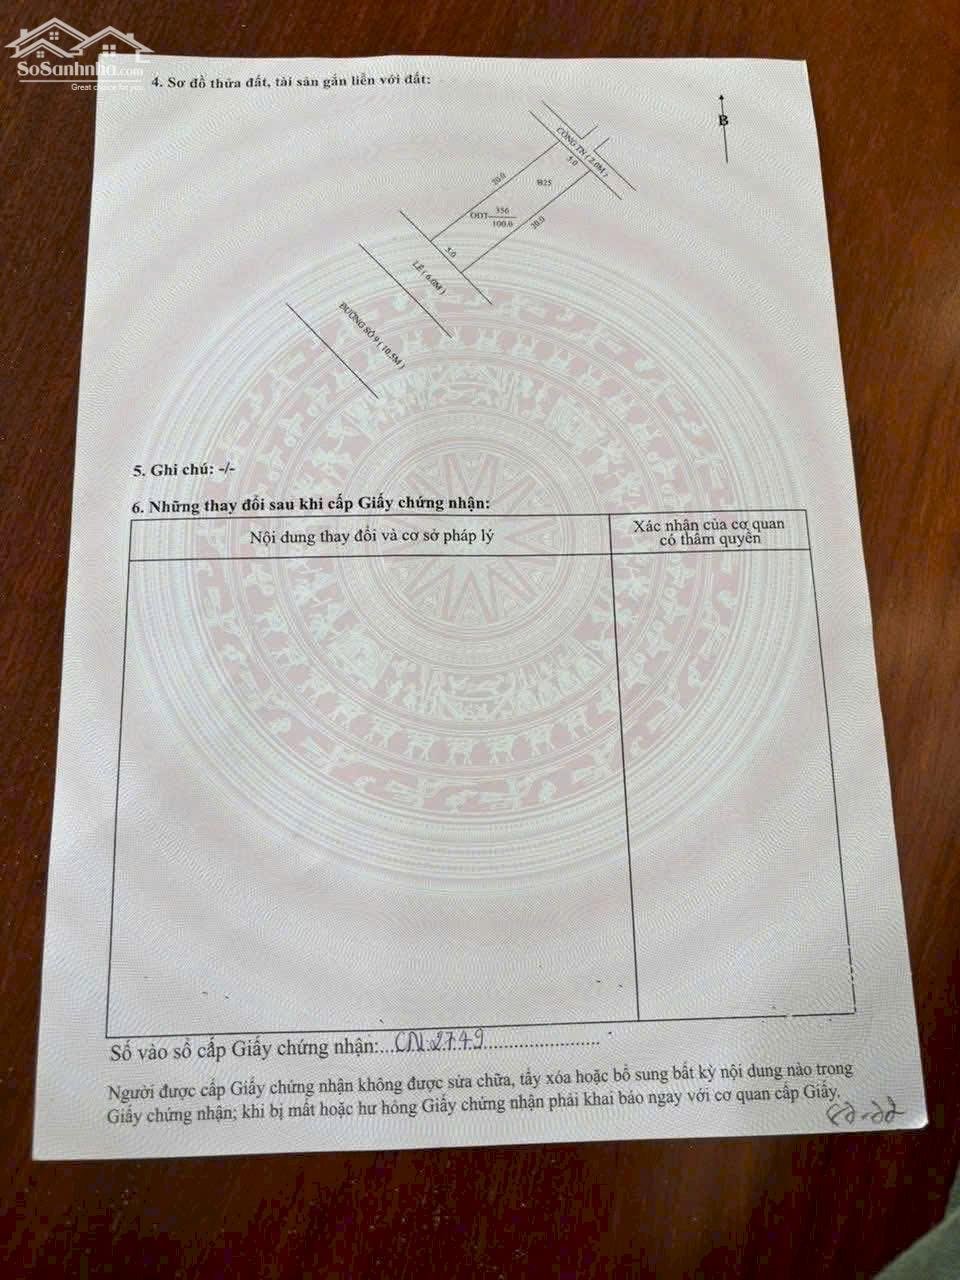 SoSanhnha.com
Great choice for you
4. Sơ đồ thửa đất, tài sản gắn liền với đất:
B
CỐNG TN ( 2.0M )
5.0
20.0
B25
ODT 356
100.0
20.0
5.0
LỀ ( 6.0M )
ĐƯỜNG SỐ 9 ( 10.5M )
5. Ghi chú: -/-
6. Những thay đổi sau khi cấp Giấy chứng nhận:
Nội dung thay đổi và cơ sở pháp lý
Xác nhận của cơ quan
có thẩm quyền
Số vào sổ cấp Giấy chứng nhận:...CN 2749
Người được cấp Giấy chứng nhận không được sửa chữa, tẩy xóa hoặc bổ sung bất kỳ nội dung nào trong
Giấy chứng nhận; khi bị mất hoặc hư hỏng Giấy chứng nhận phải khai báo ngay với cơ quan cấp Giấy.